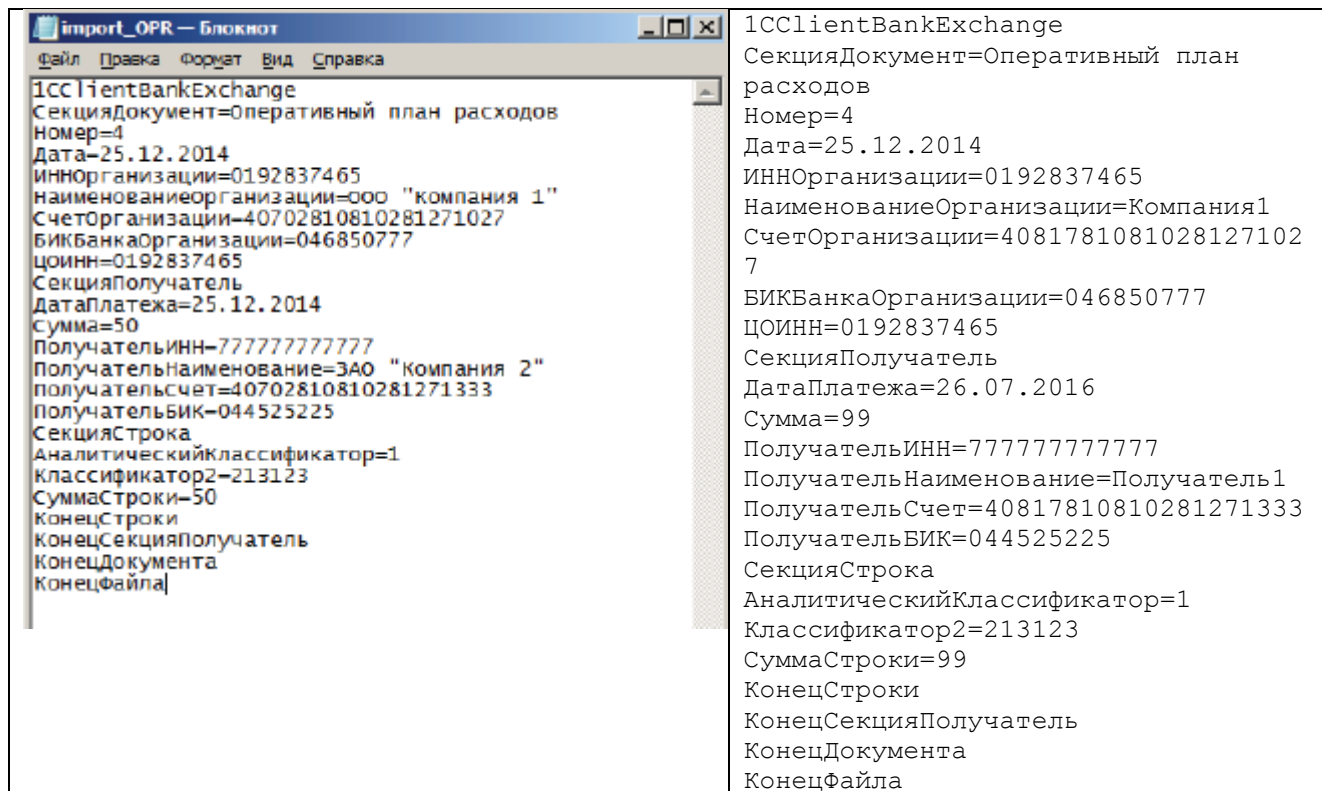 import_OPR — Блокнот
Файл Правка Формат Вид Справка
1CClientBankExchange
СекцияДокумент=Оперативный план расходов
Номер=4
Дата=25.12.2014
ИННОрганизации=0192837465
НаименованиеОрганизации=ООО "Компания 1"
СчетОрганизации=40702810810281271027
БИКБанкаОрганизации=046850777
ЦОИНН=0192837465
СекцияПолучатель
ДатаПлатежа=25.12.2014
Сумма=50
ПолучательИНН=777777777777
ПолучательНаименование=ЗАО "Компания 2"
ПолучательСчет=40702810810281271333
ПолучательБИК=044525225
СекцияСтрока
АналитическийКлассификатор=1
Классификатор2=213123
СуммаСтроки=50
КонецСтроки
КонецСекцияПолучатель
КонецДокумента
КонецФайла
1CClientBankExchange
СекцияДокумент=Оперативный план
расходов
Номер=4
Дата=25.12.2014
ИННОрганизации=0192837465
НаименованиеОрганизации=Компания1
СчетОрганизации=4081781081028127102
7
БИКБанкаОрганизации=046850777
ЦОИНН=0192837465
СекцияПолучатель
ДатаПлатежа=26.07.2016
Сумма=99
ПолучательИНН=777777777777
ПолучательНаименование=Получатель1
ПолучательСчет=40817810810281271333
ПолучательБИК=044525225
СекцияСтрока
АналитическийКлассификатор=1
Классификатор2=213123
СуммаСтроки=99
КонецСтроки
КонецСекцияПолучатель
КонецДокумента
КонецФайла